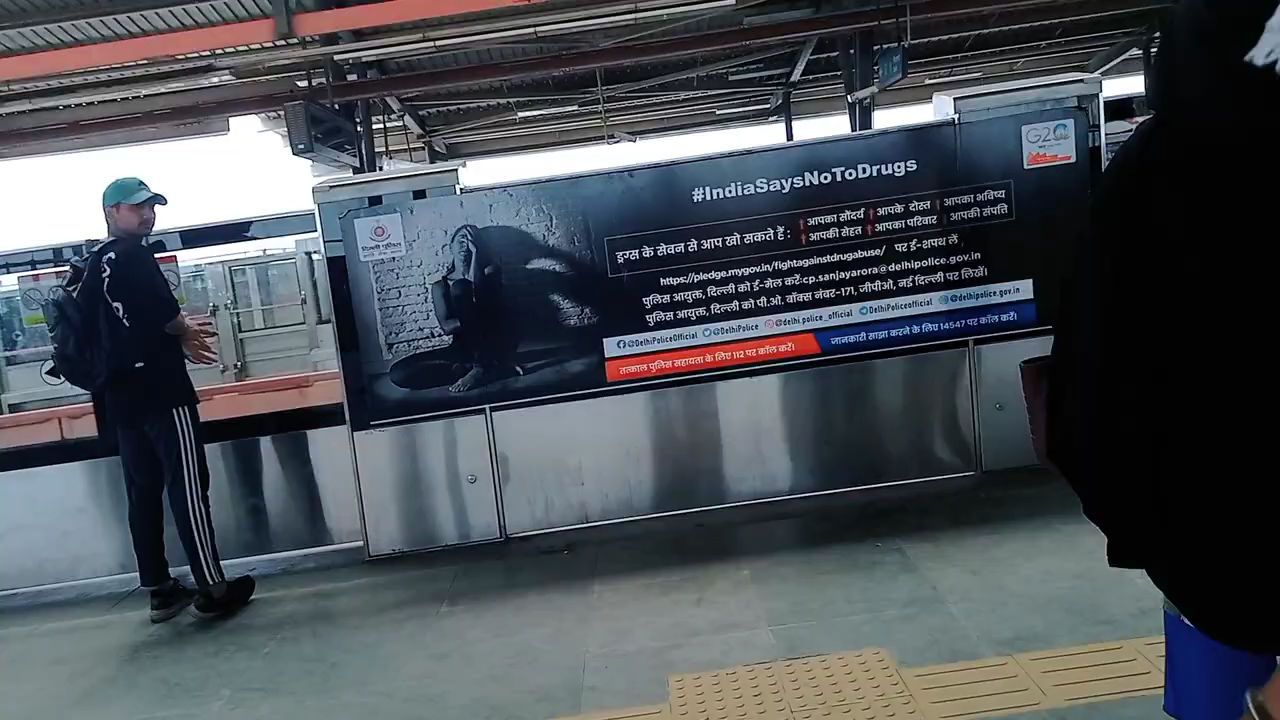 #IndiaSaysNoToDrugs
G20
दिल्ली पुलिस
ड्रग्स के सेवन से आप खो सकते हैं :
आपका सौंदर्य आपके दोस्त आपका भविष्य
आपकी सेहत आपका परिवार आपकी संपति
https://pledge.mygov.in/fightagainstdrugabuse/ पर ई-शपथ लें,
पुलिस आयुक्त, दिल्ली को ई-मेल करें:cp.sanjayarora@delhipolice.gov.in
पुलिस आयुक्त, दिल्ली को पी.ओ. बॉक्स नंबर-171, जीपीओ, नई दिल्ली पर लिखें।
@DelhiPoliceOfficial @DelhiPolice @delhi.police_official @DelhiPoliceofficial @delhipolice.gov.in
तत्काल पुलिस सहायता के लिए 112 पर कॉल करें। जानकारी साझा करने के लिए 14547 पर कॉल करें।